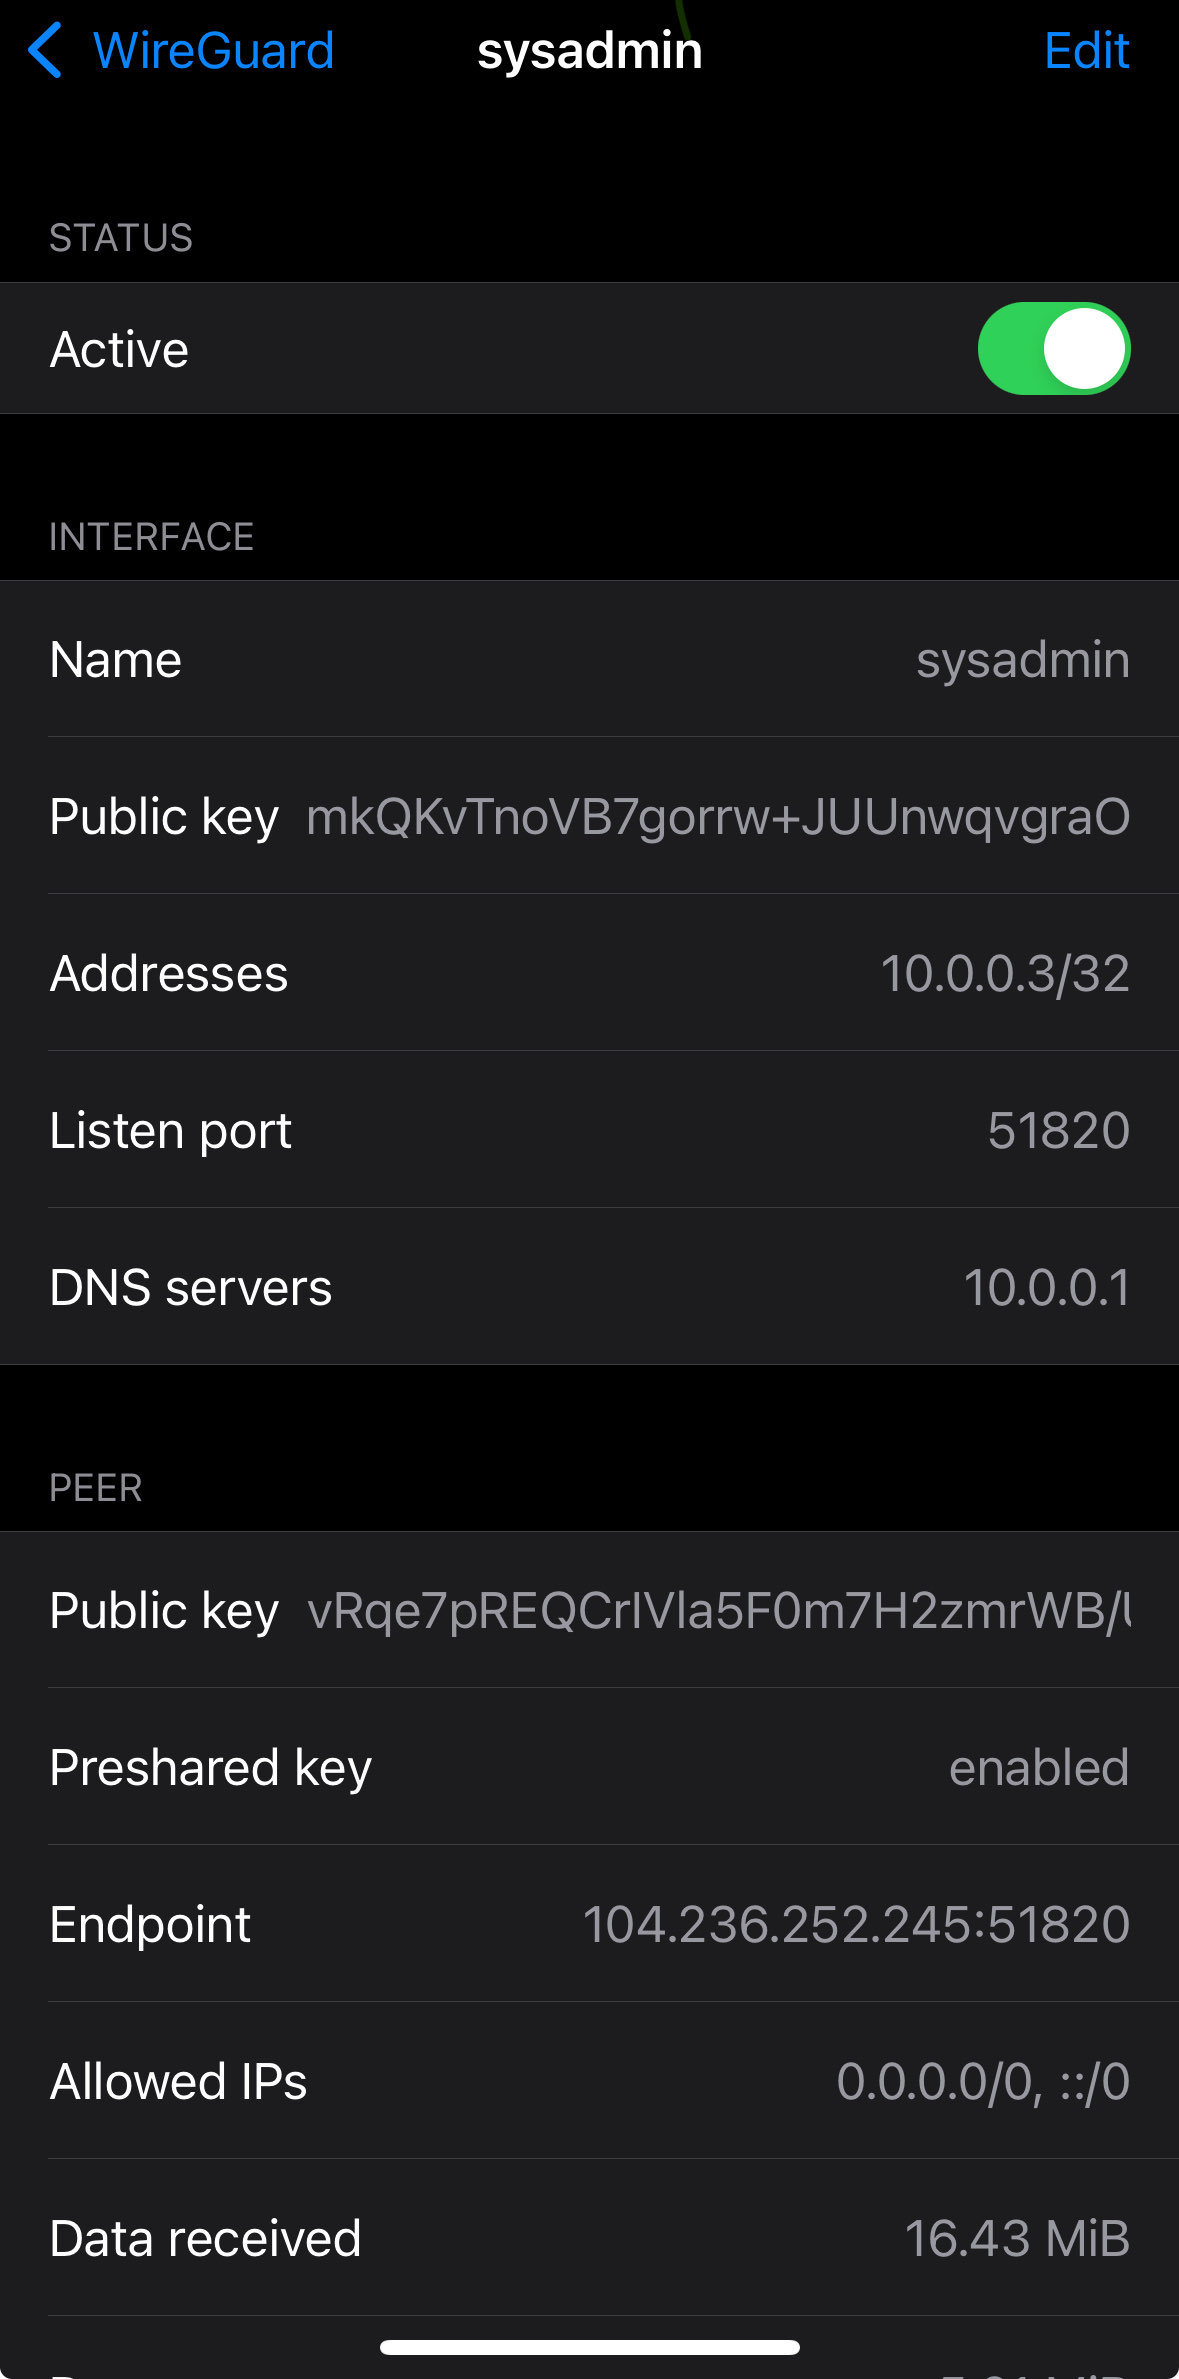 WireGuard sysadmin Edit
STATUS
Active
INTERFACE
Name sysadmin
Public key mkQKvTnoVB7gorrw+JUUnwqvgraO
Addresses 10.0.0.3/32
Listen port 51820
DNS servers 10.0.0.1
PEER
Public key vRqe7pREQCrIVla5F0m7H2zmrWB/
Preshared key enabled
Endpoint 104.236.252.245:51820
Allowed IPs 0.0.0.0/0, ::/0
Data received 16.43 MiB